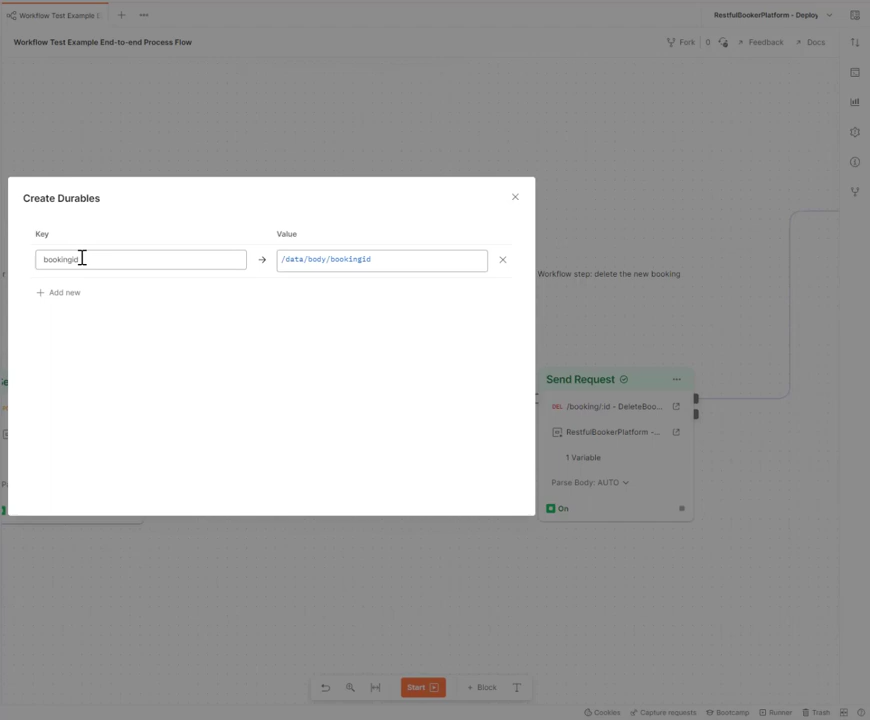 Workflow Test Example
RestfulBookerPlatform - Deploy
Workflow Test Example End-to-end Process Flow
Fork 0 Feedback Docs
Create Durables
Key Value
bookingid → /data/body/bookingid
+ Add new
Workflow step: delete the new booking
Send Request
DEL /booking/:id - DeleteBoo...
RestfulBookerPlatform -...
1 Variable
Parse Body: AUTO
On
Start
+ Block
Cookies Capture requests Bootcamp Runner Trash